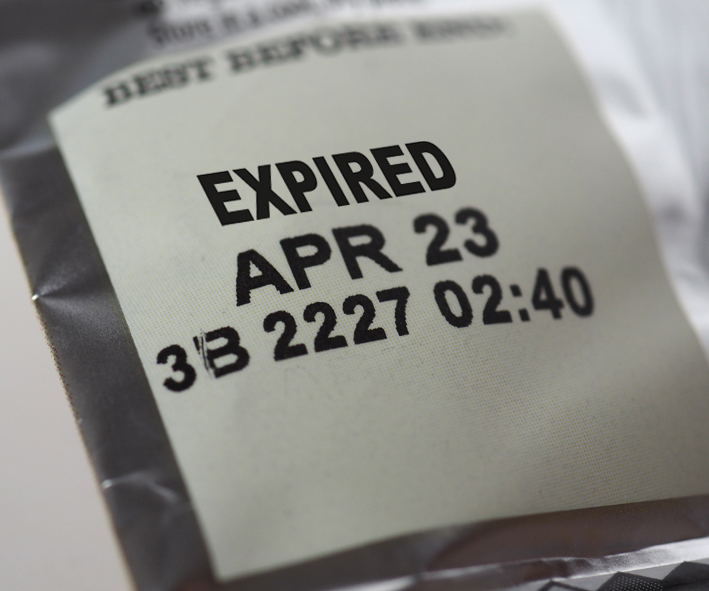 BEST BEFORE END:
EXPIRED
APR 23
3B 2227 02:40